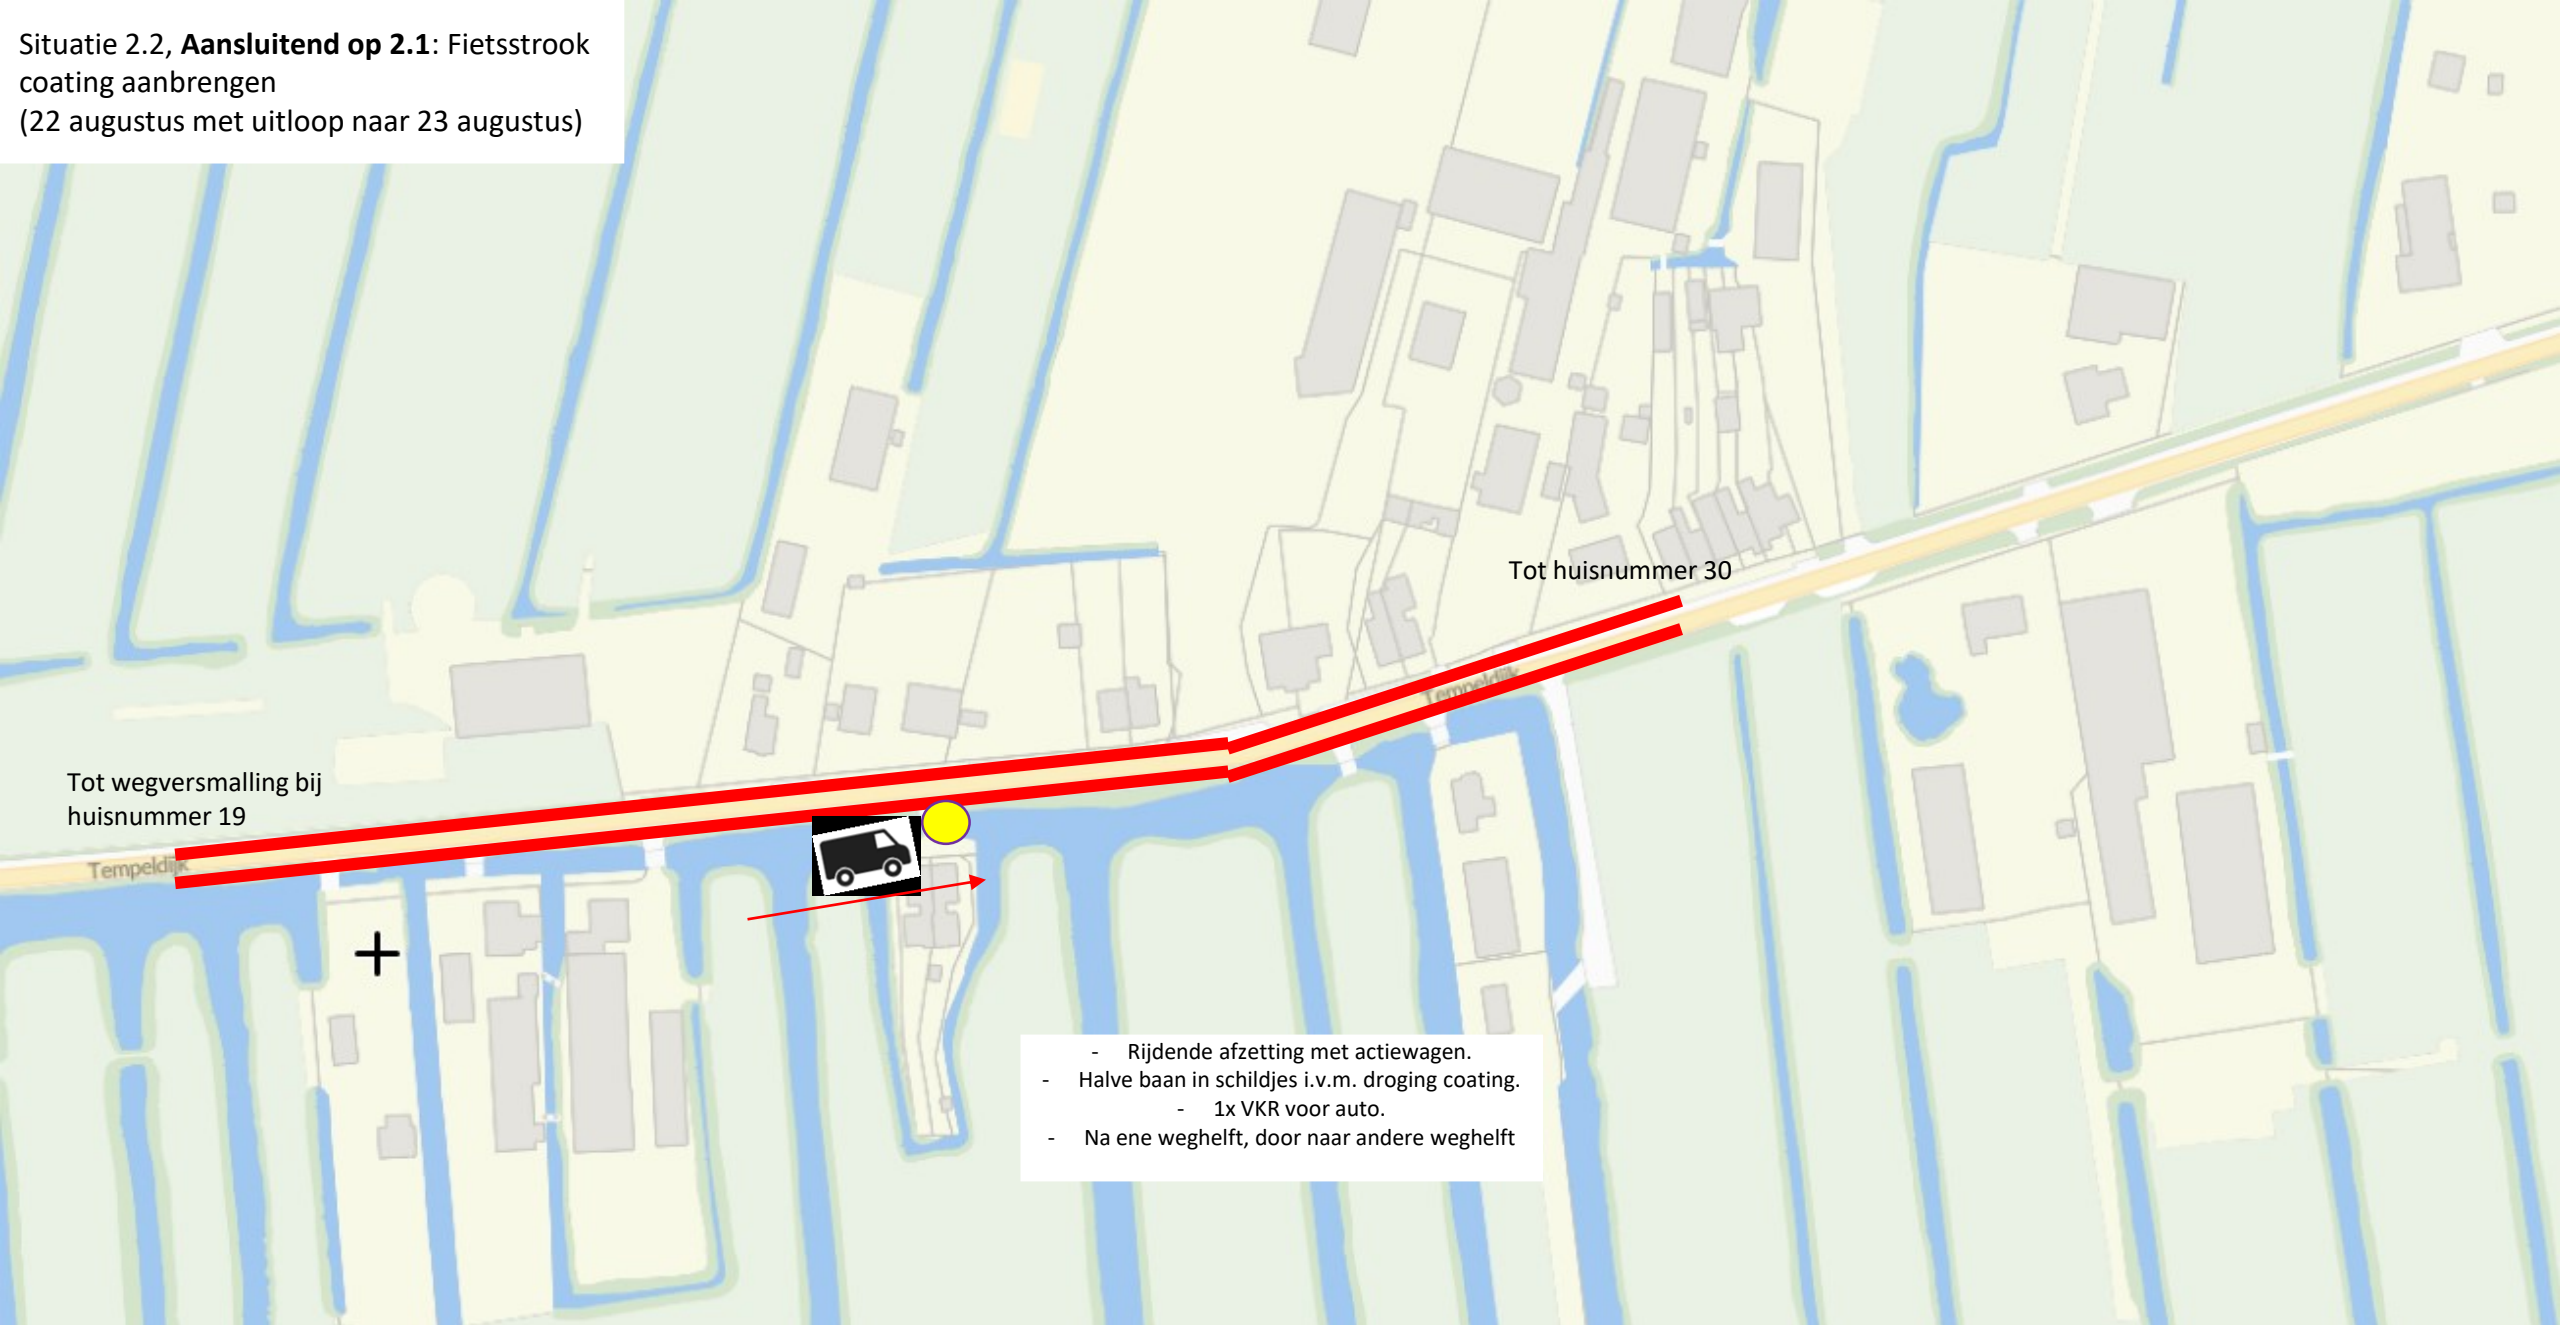 Situatie 2.2, Aansluitend op 2.1: Fietsstrook
coating aanbrengen
(22 augustus met uitloop naar 23 augustus)
Tot huisnummer 30
Tempeldijk
Tot wegversmalling bij
huisnummer 19
Tempeldijk
- Rijdende afzetting met actiewagen.
- Halve baan in schildjes i.v.m. droging coating.
- 1x VKR voor auto.
- Na ene weghelft, door naar andere weghelft